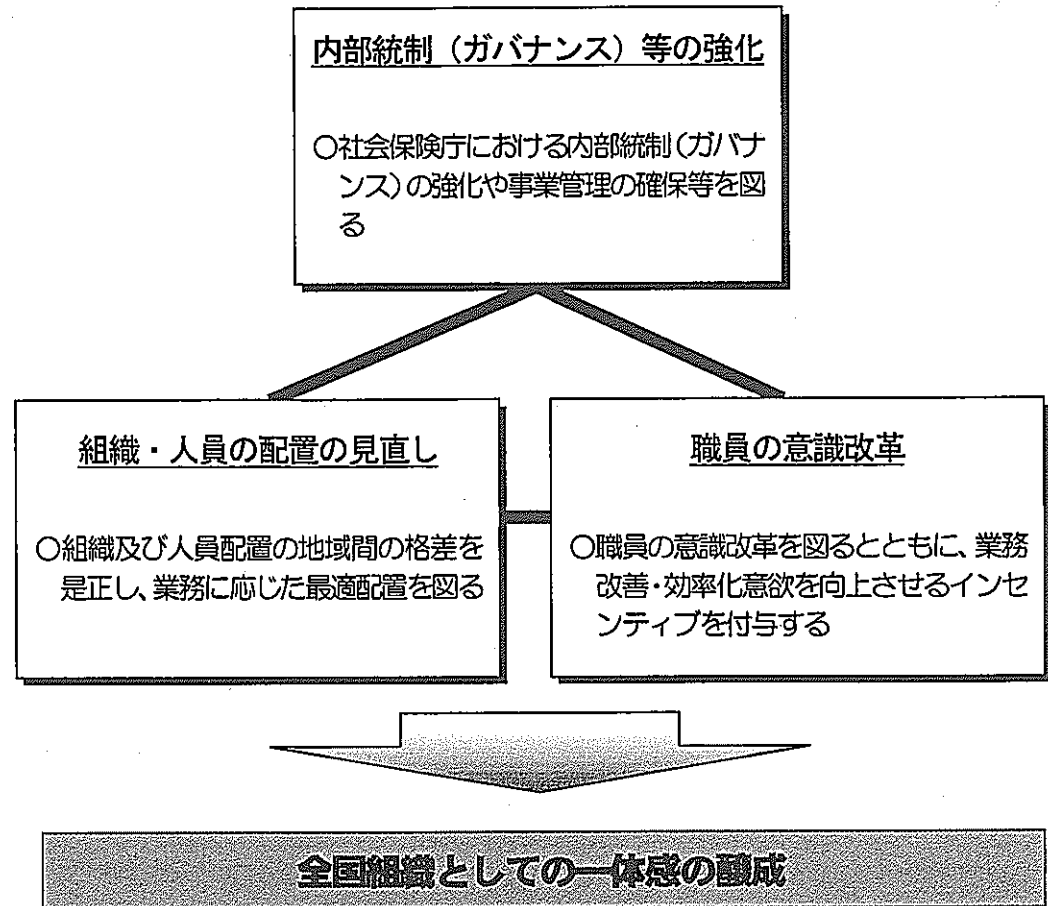 内部統制（ガバナンス）等の強化
○社会保険庁における内部統制（ガバナ
ンス）の強化や事業管理の確保等を図
る
組織・人員の配置の見直し
○組織及び人員配置の地域間の格差を
是正し、業務に応じた最適配置を図る
職員の意識改革
○職員の意識改革を図るとともに、業務
改善・効率化意欲を向上させるインセ
ンティブを付与する
全国組織としての一体感の醸成